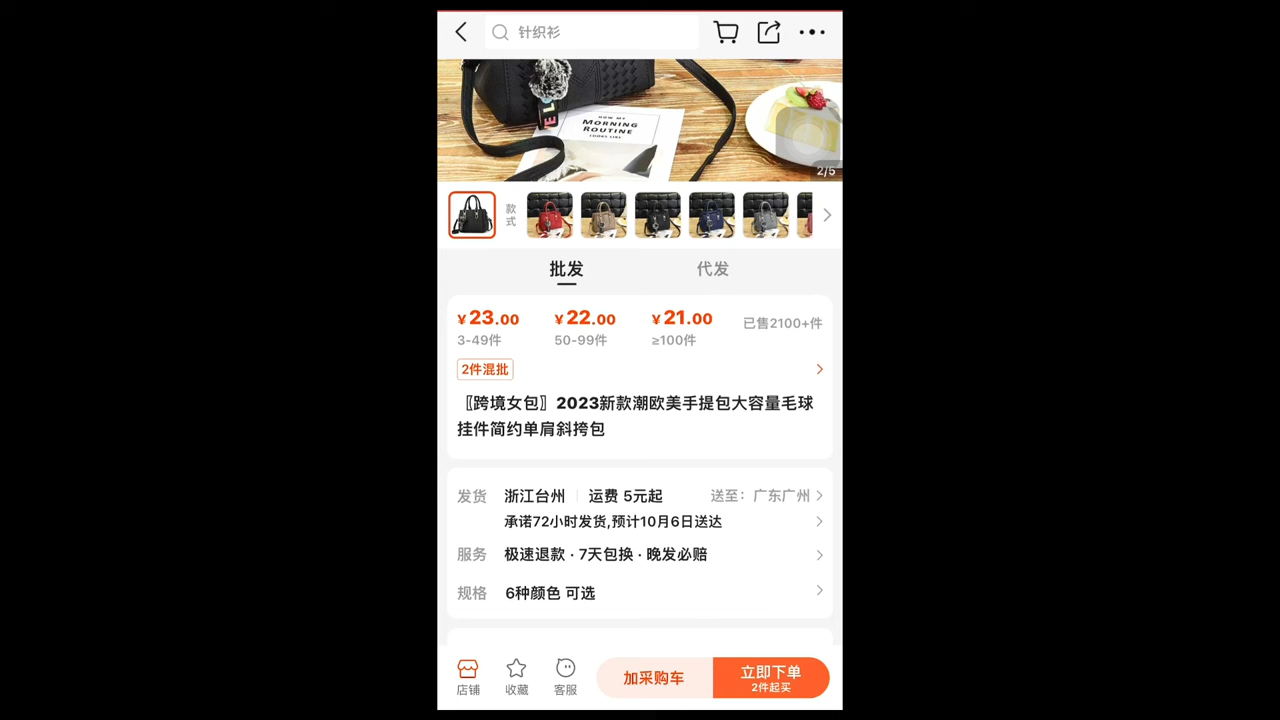 针织衫
HOW MY
MORNING
ROUTINE
LOOKS LIKE
2/5
款式
批发
代发
¥23.00
¥22.00
¥21.00
已售2100+件
3-49件
50-99件
≥100件
2件混批
〖跨境女包〗2023新款潮欧美手提包大容量毛球
挂件简约单肩斜挎包
发货 浙江台州 运费 5元起 送至：广东广州
承诺72小时发货,预计10月6日送达
服务 极速退款 · 7天包换 · 晚发必赔
规格 6种颜色 可选
店铺
收藏
客服
加采购车
立即下单
2件起买